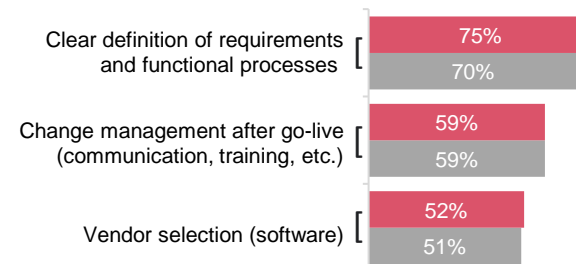 Clear definition of requirements
and functional processes
75%
70%
Change management after go-live
(communication, training, etc.)
59%
59%
Vendor selection (software)
52%
51%